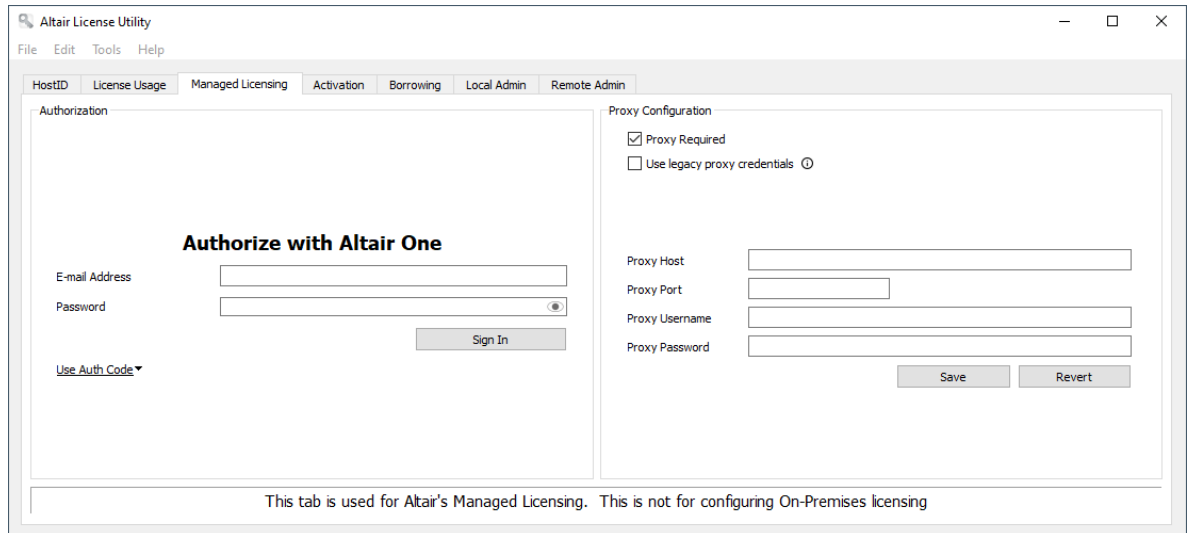 Altair License Utility
File Edit Tools Help
HostID License Usage Managed Licensing Activation Borrowing Local Admin Remote Admin
Authorization
Authorize with Altair One
E-mail Address
Password
Sign In
Use Auth Code
Proxy Configuration
Proxy Required
Use legacy proxy credentials
Proxy Host
Proxy Port
Proxy Username
Proxy Password
Save Revert
This tab is used for Altair's Managed Licensing. This is not for configuring On-Premises licensing